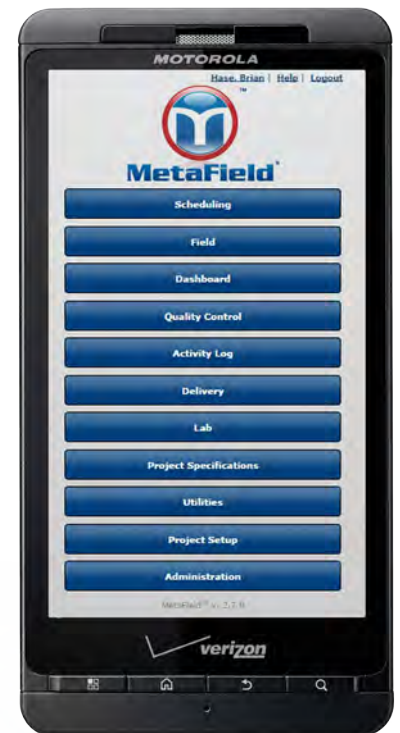 MOTOROLA
Hase, Brian | Help | Logout
TM
MetaField
Scheduling
Field
Dashboard
Quality Control
Activity Log
Delivery
Lab
Project Specifications
Utilities
Project Setup
Administration
verizon